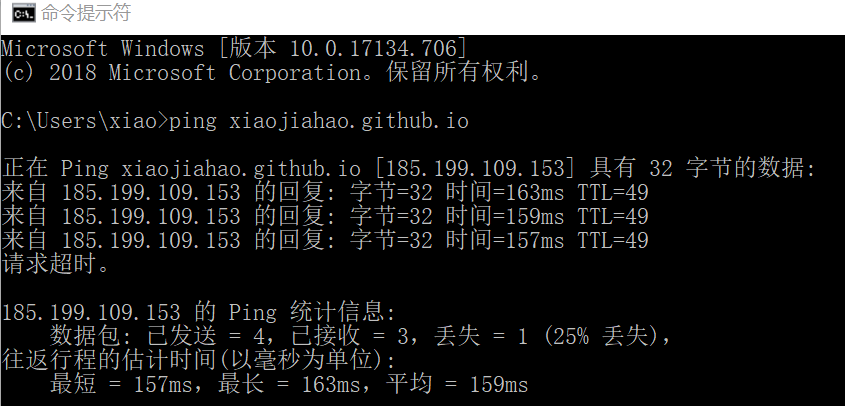 命令提示符
Microsoft Windows [版本 10.0.17134.706]
(c) 2018 Microsoft Corporation。保留所有权利。
C:\Users\xiao>ping xiaojiahao.github.io
正在 Ping xiaojiahao.github.io [185.199.109.153] 具有 32 字节的数据:
来自 185.199.109.153 的回复: 字节=32 时间=163ms TTL=49
来自 185.199.109.153 的回复: 字节=32 时间=159ms TTL=49
来自 185.199.109.153 的回复: 字节=32 时间=157ms TTL=49
请求超时。
185.199.109.153 的 Ping 统计信息:
数据包: 已发送 = 4，已接收 = 3，丢失 = 1 (25% 丢失)，
往返行程的估计时间(以毫秒为单位):
最短 = 157ms，最长 = 163ms，平均 = 159ms